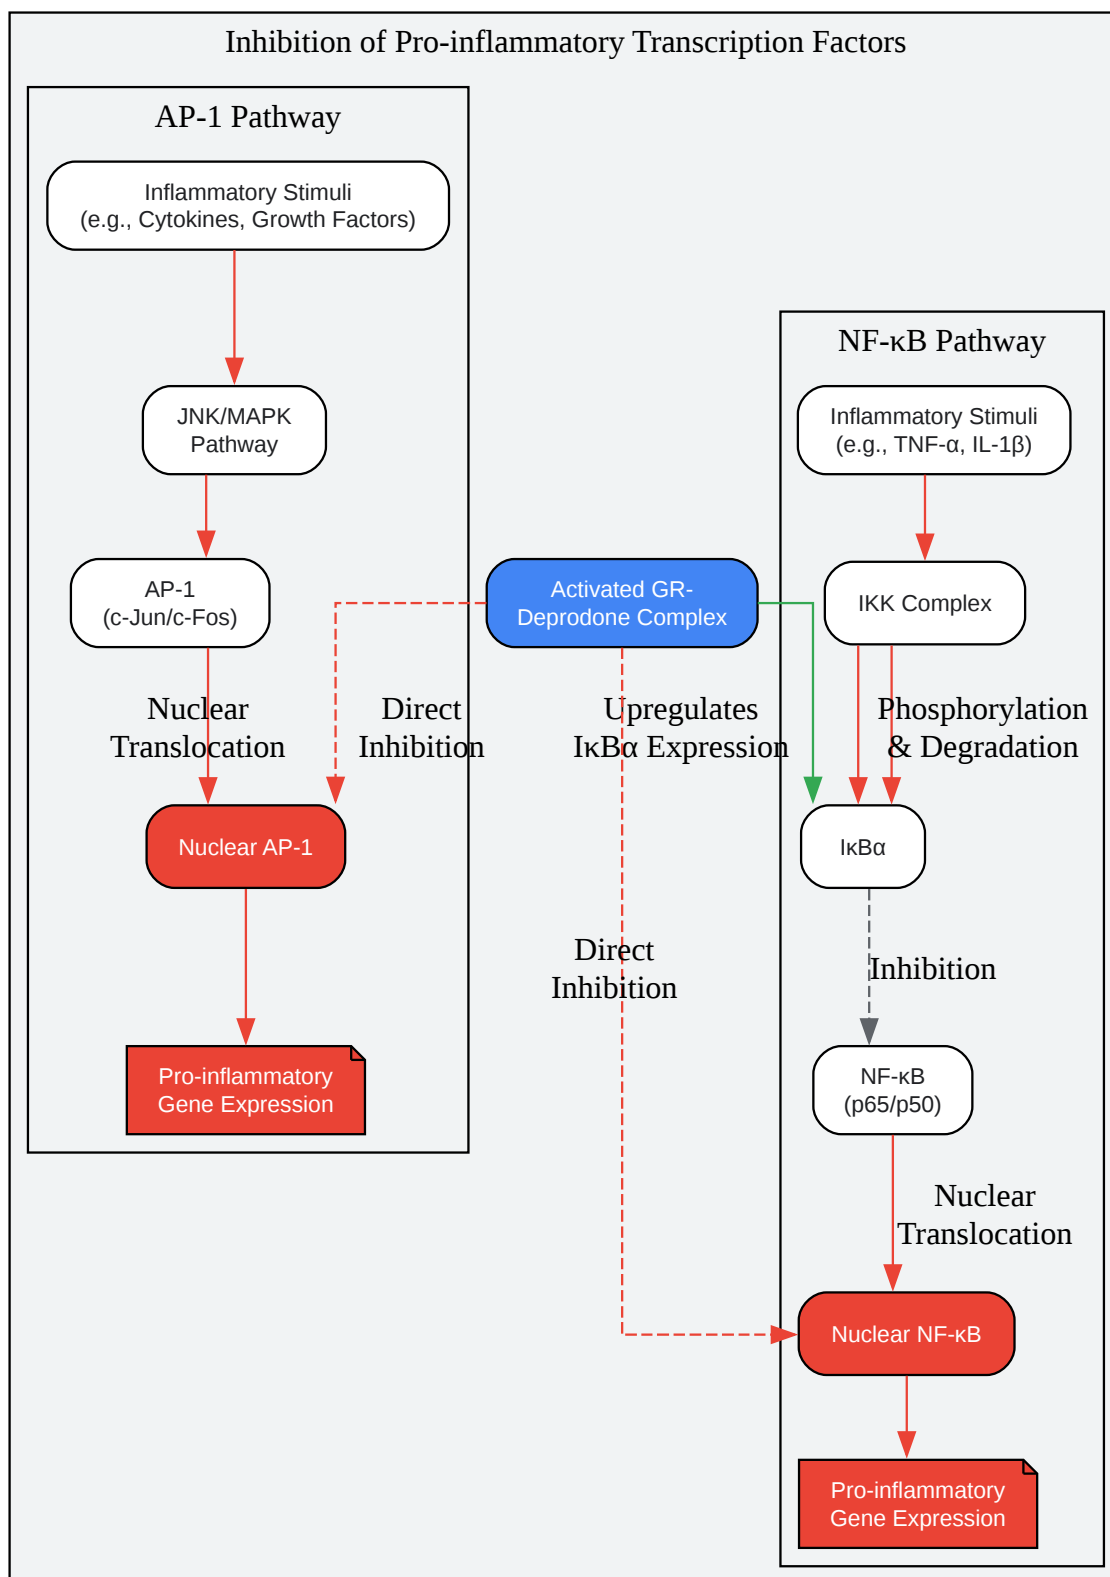 Inhibition of Pro-inflammatory Transcription Factors
AP-1 Pathway
Inflammatory Stimuli
(e.g., Cytokines, Growth Factors)
JNK/MAPK
Pathway
AP-1
(c-Jun/c-Fos)
Nuclear
Translocation
Direct
Inhibition
Nuclear AP-1
Pro-inflammatory
Gene Expression
Activated GR-
Deprodone Complex
Upregulates
IκBα Expression
Direct
Inhibition
NF-κB Pathway
Inflammatory Stimuli
(e.g., TNF-α, IL-1β)
IKK Complex
Phosphorylation
& Degradation
IκBα
Inhibition
NF-κB
(p65/p50)
Nuclear
Translocation
Nuclear NF-κB
Pro-inflammatory
Gene Expression